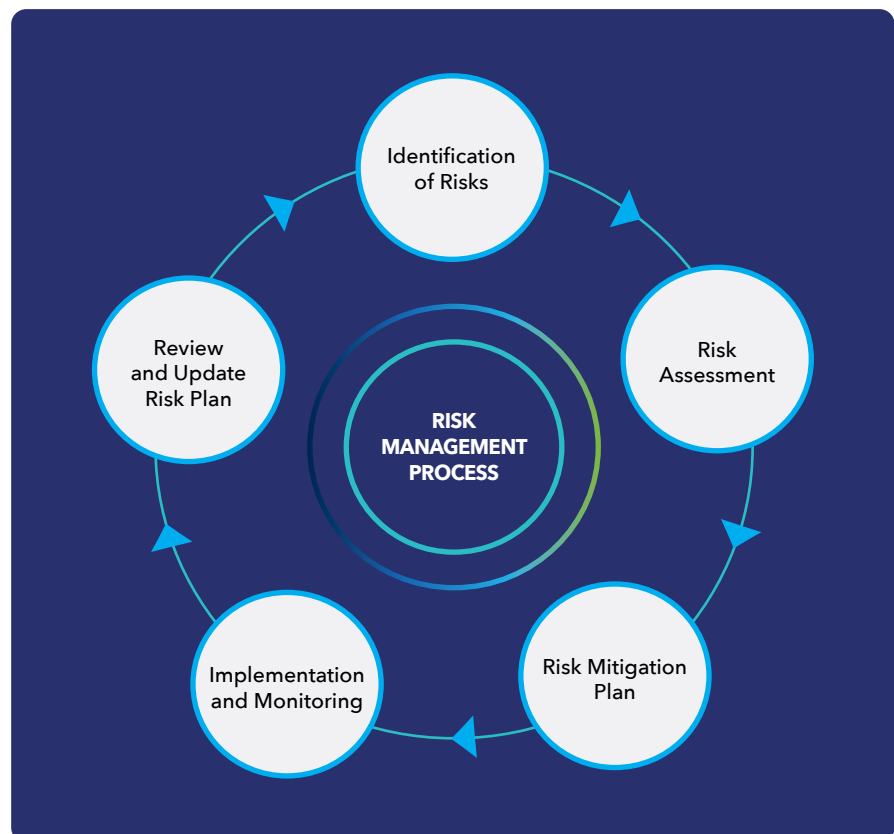 Identification
of Risks
Risk
Assessment
Risk Mitigation
Plan
Implementation
and Monitoring
Review
and Update
Risk Plan
RISK
MANAGEMENT
PROCESS